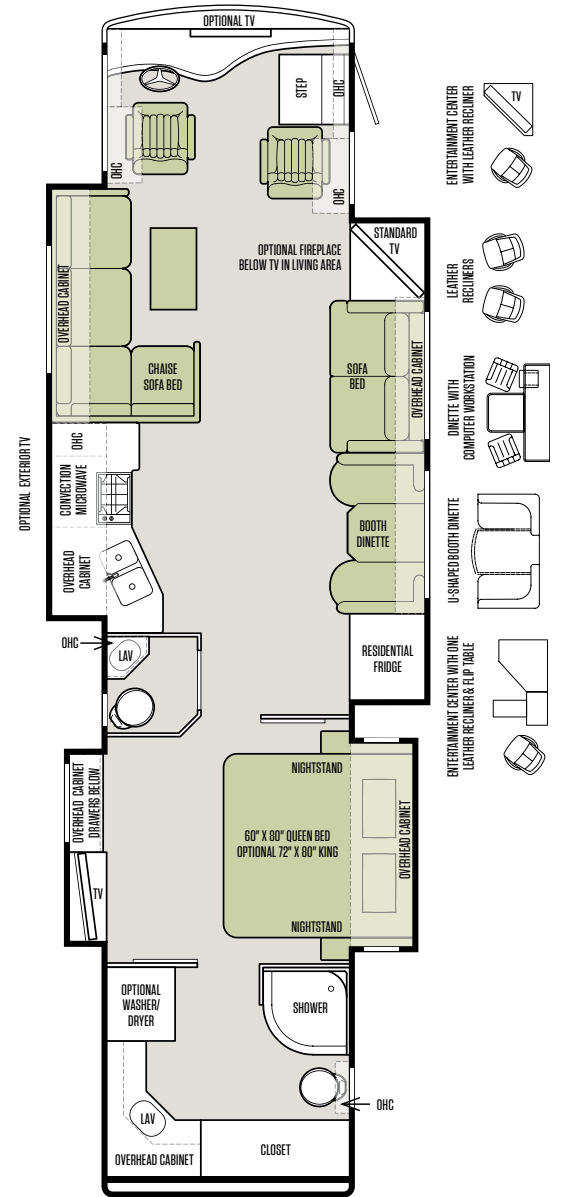 OPTIONAL TV
STEP
OHC
OHC
OHC
OPTIONAL FIREPLACE
BELOW TV IN LIVING AREA
STANDARD
TV
OVERHEAD CABINET
CHAISE
SOFA BED
SOFA
BED
OVERHEAD CABINET
OPTIONAL EXTERIOR TV
OHC
CONVECTION
MICROWAVE
OVERHEAD
CABINET
BOOTH
DINETTE
OHC
LAV
RESIDENTIAL
FRIDGE
OVERHEAD CABINET
DRAWERS BELOW
TV
NIGHTSTAND
60" X 80" QUEEN BED
OPTIONAL 72" X 80" KING
NIGHTSTAND
OVERHEAD CABINET
OPTIONAL
WASHER/
DRYER
SHOWER
OHC
LAV
OVERHEAD CABINET
CLOSET
ENTERTAINMENT CENTER
WITH LEATHER RECLINER
TV
LEATHER
RECLINERS
DINETTE WITH
COMPUTER WORKSTATION
U-SHAPED BOOTH DINETTE
ENTERTAINMENT CENTER WITH ONE
LEATHER RECLINER & FLIP TABLE